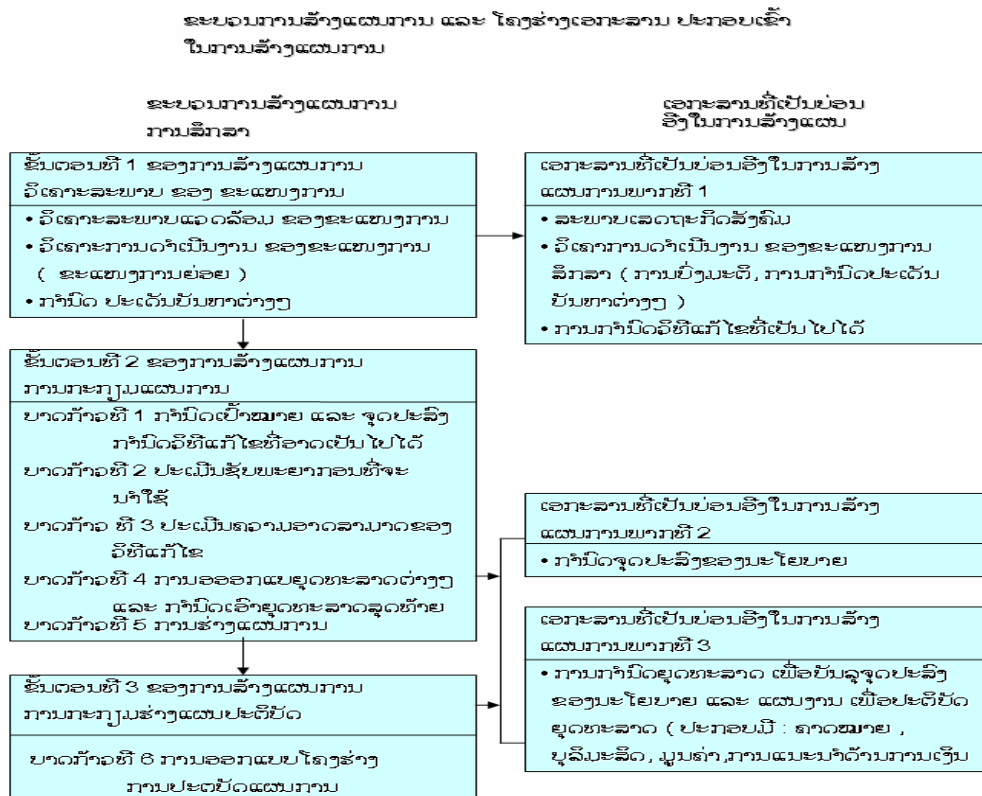 ຂະບວນການສ້າງແຜນການ ແລະ ໂຄງຮ່າງເອກະສານ ປະກອບເຂົ້າ
ໃນການສ້າງແຜນການ
ຂະບວນການສ້າງແຜນການ
ການສຶກສາ
ຂັ້ນຕອນທີ 1 ຂອງການສ້າງແຜນການ
ວິເຄາະສະພາບ ຂອງ ຂະແໜງການ
• ວິເຄາະສະພາບແວດລ້ອມ ຂອງຂະແໜງການ
• ວິເຄາະການດຳເນີນງານ ຂອງຂະແໜງການ
( ຂະແໜງການຍ່ອຍ )
• ກຳນົດ ປະເດັນບັນຫາຕ່າງໆ
ຂັ້ນຕອນທີ 2 ຂອງການສ້າງແຜນການ
ການກະກຽມແຜນການ
ບາດກ້າວທີ 1 ກຳນົດເປົ້າໝາຍ ແລະ ຈຸດປະສົງ
ກຳນົດວິທີແກ້ໄຂທີ່ອາດເປັນໄປໄດ້
ບາດກ້າວທີ 2 ປະເມີນຊັບພະຍາກອນທີ່ຈະ
ນຳໃຊ້
ບາດກ້າວ ທີ 3 ປະເມີນຄວາມອາດສາມາດຂອງ
ວິທີແກ້ໄຂ
ບາດກ້າວທີ 4 ການອອອກແບຍຸດທະສາດຕ່າງໆ
ແລະ ກຳນົດເອົາຍຸດທະສາດສຸດທ້າຍ
ບາດກ້າວທີ 5 ການຮ່າງແຜນການ
ຂັ້ນຕອນທີ 3 ຂອງການສ້າງແຜນການ
ການກະກຽມຮ່າງແຜນປະຕິບັດ
ບາດກ້າວທີ 6 ການອອກແບບໂຄງຮ່າງ
ການປະຕບັດແຜນການ
ເອກະສານທີ່ເປັນບ່ອນ
ອີງໃນການສ້າງແຜນ
ເອກະສານທີ່ເປັນບ່ອນອີງໃນການສ້າງ
ແຜນການພາກທີ 1
• ສະພາບເສດຖະກິດສັງຄົມ
• ວິເຄາການດຳເນີນງານ ຂອງຂະແໜງການ
ສຶກສາ ( ການບົ່ງມະຕິ, ການກຳນົດປະເດັນ
ບັນຫາຕ່າງໆ )
• ການກຳນົດວິທີແກ້ໄຂທີ່ເປັນໄປໄດ້
ເອກະສານທີ່ເປັນບ່ອນອີງໃນການສ້າງ
ແຜນການພາກທີ 2
• ກຳນົດຈຸດປະສົງຂອງນະໂຍບາຍ
ເອກະສານທີ່ເປັນບ່ອນອີງໃນການສ້າງ
ແຜນການພາກທີ 3
• ການກຳນົດຍຸດທະສາດ ເພື່ອບັນລຸຈຸດປະສົງ
ຂອງນະໂຍບາຍ ແລະ ແຜນງານ ເພື່ອປະຕິບັດ
ຍຸດທະສາດ ( ປະກອບມີ : ຄາດໝາຍ ,
ບຸລິມະສິດ, ມູນຄ່າ,ການແນະນຳດ້ານການເງິນ